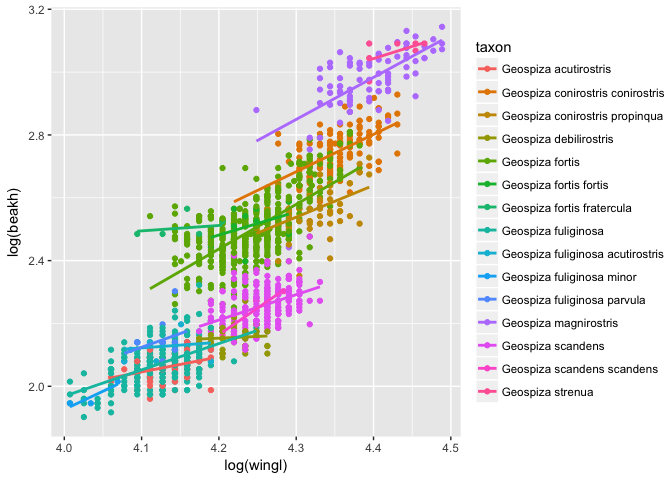 3.2
2.8
2.4
2.0
log(beakh)
4.0 4.1 4.2 4.3 4.4 4.5
log(wingl)
taxon
Geospiza acutirostris
Geospiza conirostris conirostris
Geospiza conirostris propinqua
Geospiza debilirostris
Geospiza fortis
Geospiza fortis fortis
Geospiza fortis fratercula
Geospiza fuliginosa
Geospiza fuliginosa acutirostris
Geospiza fuliginosa minor
Geospiza fuliginosa parvula
Geospiza magnirostris
Geospiza scandens
Geospiza scandens scandens
Geospiza strenua